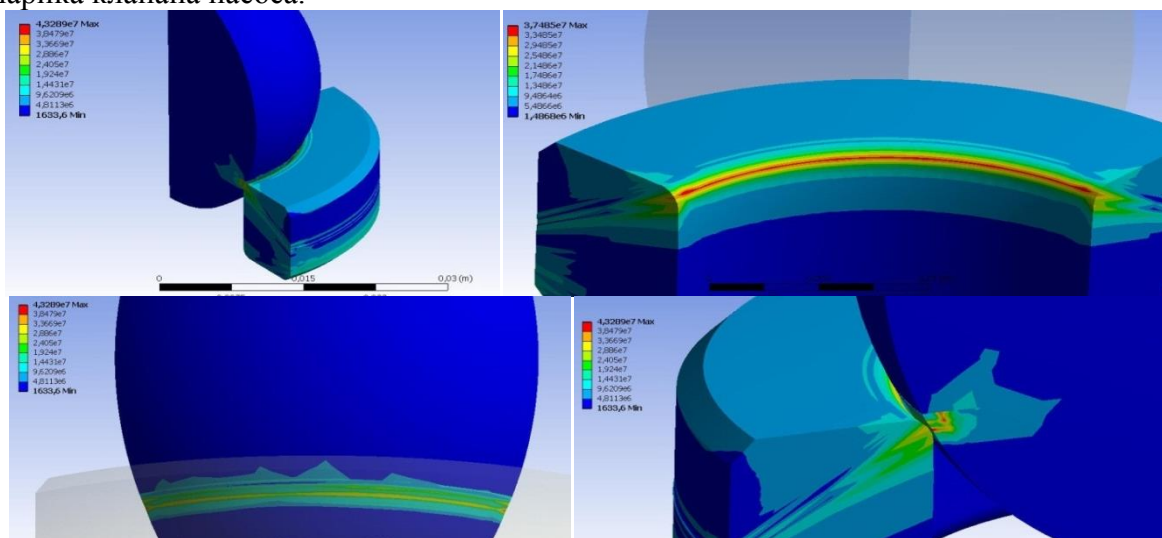 шарика клапана насоса.
4,3289e7 Max
3,8479e7
3,3669e7
2,886e7
2,405e7
1,924e7
1,4431e7
9,6209e6
4,8113e6
1633,6 Min
0
0,015
0,03 (m)
3,7485e7 Max
3,3485e7
2,9485e7
2,5486e7
2,1486e7
1,7486e7
1,3486e7
9,4864e6
5,4866e6
1,4868e6 Min
4,3289e7 Max
3,8479e7
3,3669e7
2,886e7
2,405e7
1,924e7
1,4431e7
9,6209e6
4,8113e6
1633,6 Min
4,3289e7 Max
3,8479e7
3,3669e7
2,886e7
2,405e7
1,924e7
1,4431e7
9,6209e6
4,8113e6
1633,6 Min